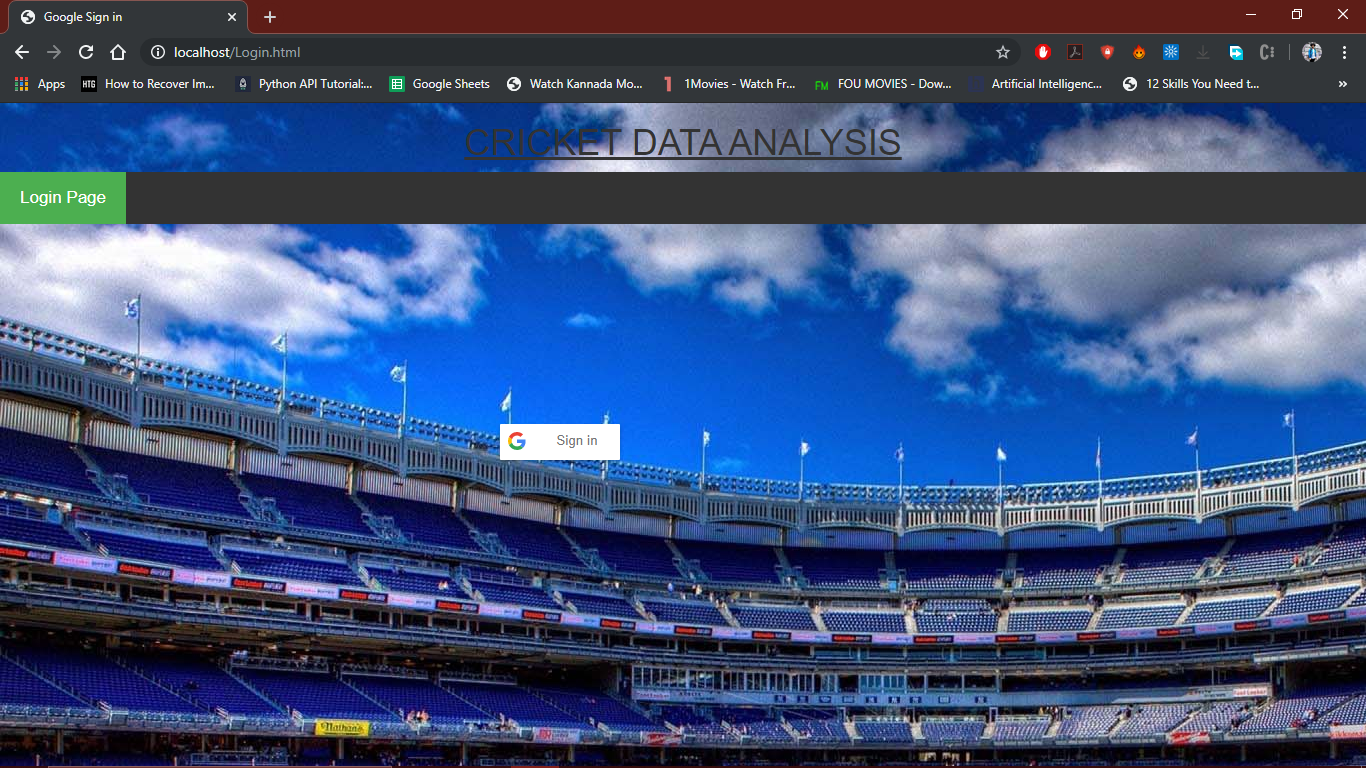 Google Sign in
localhost/Login.html
Apps
HTG
How to Recover Im...
Python API Tutorial:...
Google Sheets
Watch Kannada Mo...
1Movies - Watch Fr...
FM
FOU MOVIES - Dow...
Artificial Intelligenc...
12 Skills You Need t...
»
CRICKET DATA ANALYSIS
Login Page
G
Sign in
Nathan's